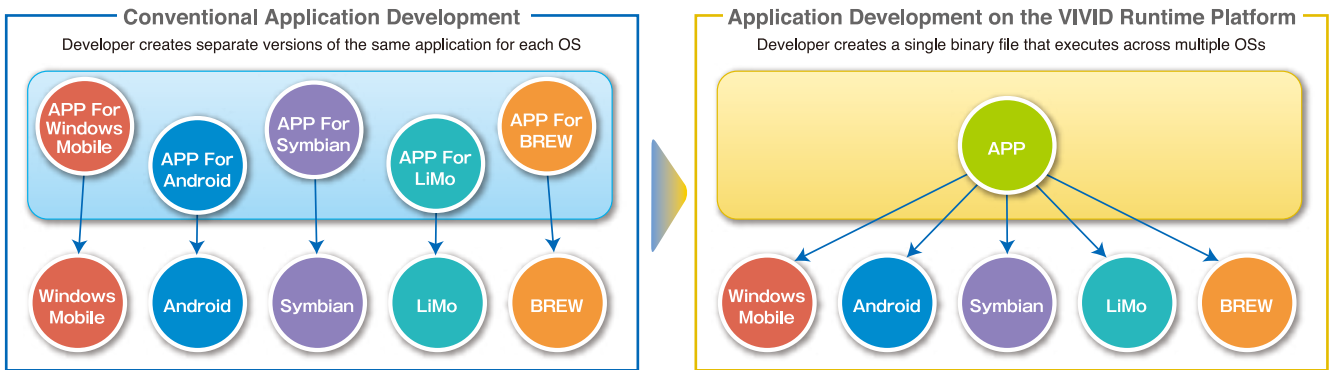 Conventional Application Development
Developer creates separate versions of the same application for each OS
APP For
Windows
Mobile
APP For
Android
APP For
Symbian
APP For
LiMo
APP For
BREW
Windows
Mobile
Android
Symbian
LiMo
BREW
Application Development on the VIVID Runtime Platform
Developer creates a single binary file that executes across multiple OSs
APP
Windows
Mobile
Android
Symbian
LiMo
BREW